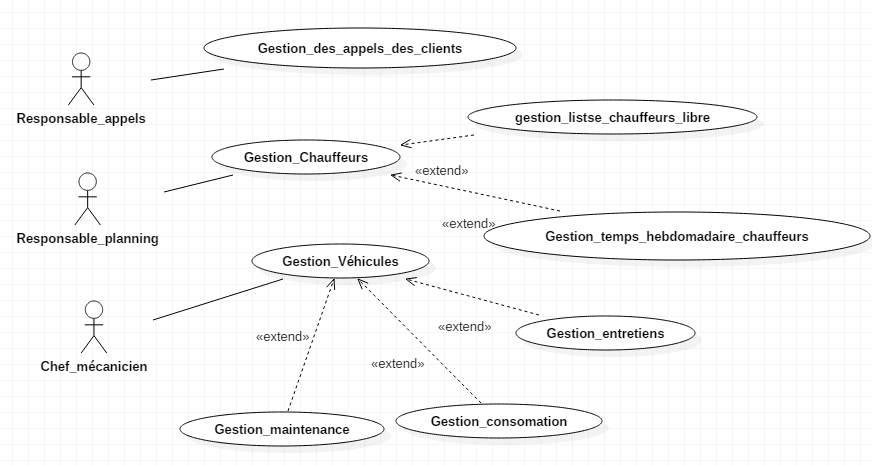 Gestion_des_appels_des_clients
Responsable_appels
gestion_listse_chauffeurs_libre
Gestion_Chauffeurs
«extend»
Responsable_planning
«extend»
Gestion_temps_hebdomadaire_chauffeurs
Gestion_Véhicules
Chef_mécanicien
«extend»
«extend»
Gestion_entretiens
«extend»
Gestion_maintenance
Gestion_consomation